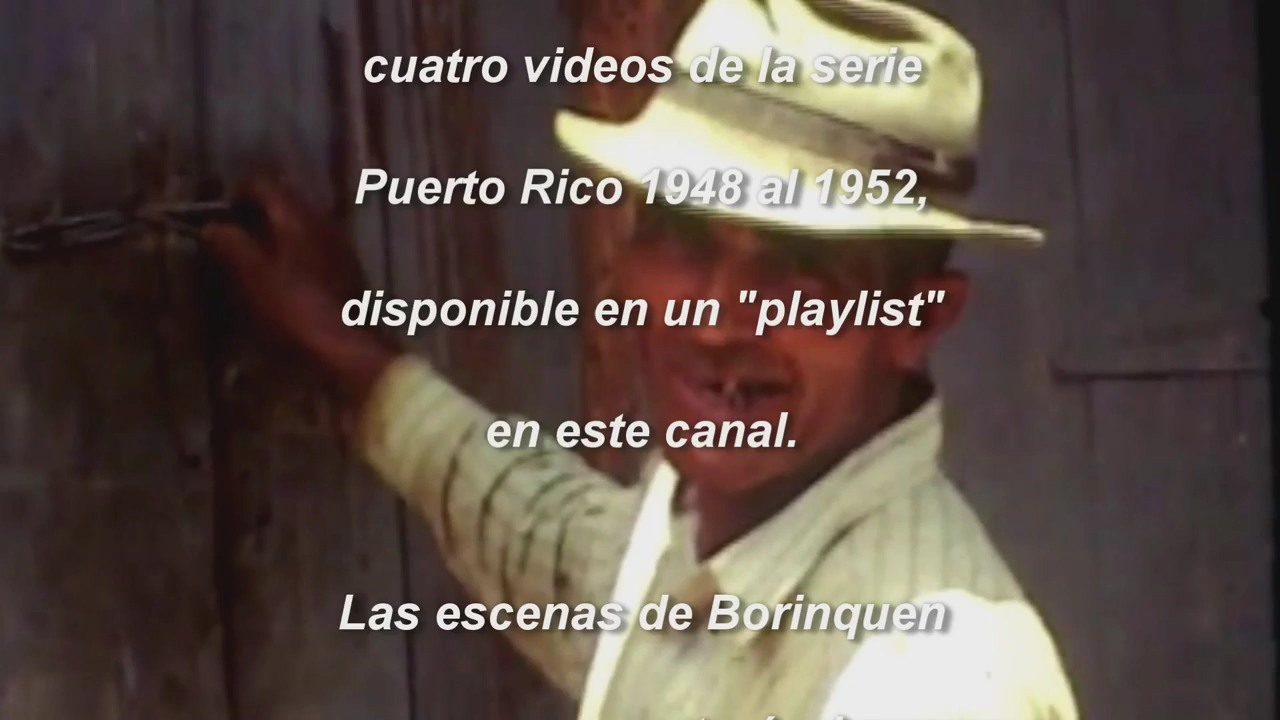 cuatro videos de la serie
Puerto Rico 1948 al 1952,
disponible en un "playlist"
en este canal.
Las escenas de Borinquen